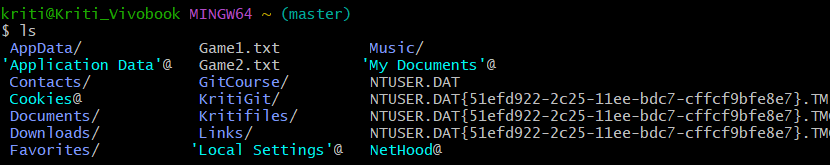 kriti@Kriti_Vivobook MINGW64 ~ (master)
$ ls
AppData/ Game1.txt Music/
'Application Data'@ Game2.txt 'My Documents'@
Contacts/ GitCourse/ NTUSER.DAT
Cookies@ KritiGit/ NTUSER.DAT{51efd922-2c25-11ee-bdc7-cffcf9bfe8e7}.TM
Documents/ Kritifiles/ NTUSER.DAT{51efd922-2c25-11ee-bdc7-cffcf9bfe8e7}.TM
Downloads/ Links/ NTUSER.DAT{51efd922-2c25-11ee-bdc7-cffcf9bfe8e7}.TM
Favorites/ 'Local Settings'@ NetHood@